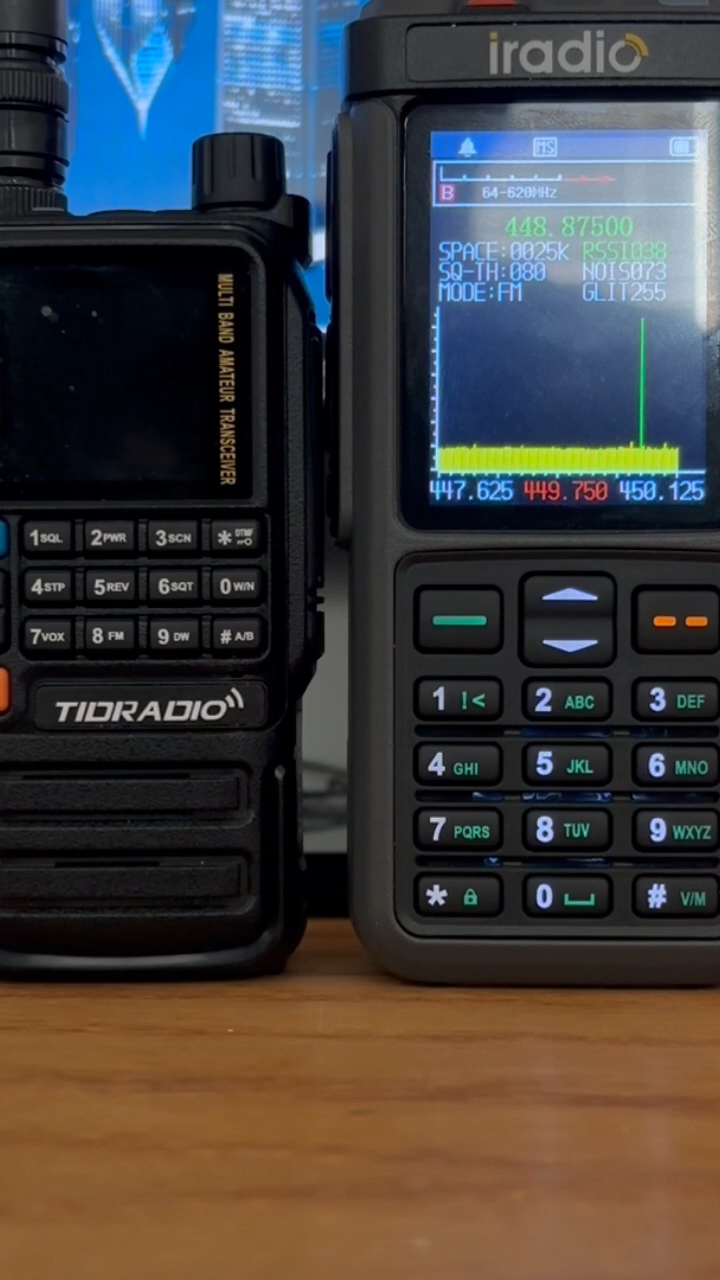 MULTI BAND AMATEUR TRANSCEIVER
1SQL 2PWR 3SCN * DTMF
4STP 5REV 6SQT 0W/N
7VOX 8FM 9DW #A/B
TIDRADIO
iradio
MS
B 64-620MHz
448.87500
SPACE:0025K RSSI038
SQ-TH:080 NOIS073
MODE:FM GLIT255
447.625 449.750 450.125
1 !< 2 ABC 3 DEF
4 GHI 5 JKL 6 MNO
7 PQRS 8 TUV 9 WXYZ
* 0 # V/M